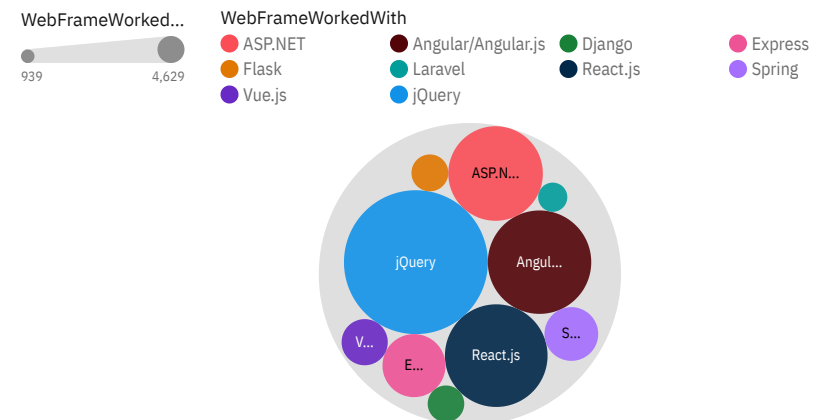 WebFrameWorked...
939
4,629
WebFrameWorkedWith
ASP.NET
Angular/Angular.js
Django
Express
Flask
Laravel
React.js
Spring
Vue.js
jQuery
ASP.N...
jQuery
Angul...
S...
V...
E...
React.js